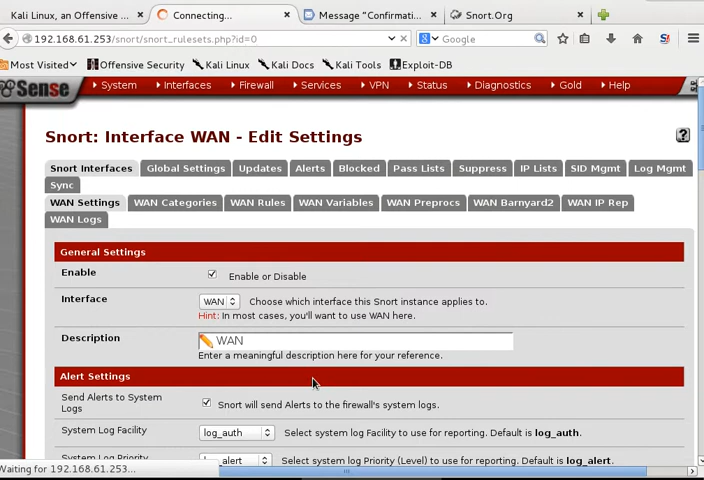 Kali Linux, an Offensive ...
Connecting...
Message "Confirmati...
Snort.Org
192.168.61.253/snort/snort_rulesets.php?id=0
Google
Most Visited
Offensive Security
Kali Linux
Kali Docs
Kali Tools
Exploit-DB
Sense
System
Interfaces
Firewall
Services
VPN
Status
Diagnostics
Gold
Help
Snort: Interface WAN - Edit Settings
?
Snort Interfaces
Global Settings
Updates
Alerts
Blocked
Pass Lists
Suppress
IP Lists
SID Mgmt
Log Mgmt
Sync
WAN Settings
WAN Categories
WAN Rules
WAN Variables
WAN Preprocs
WAN Barnyard2
WAN IP Rep
WAN Logs
General Settings
Enable
Enable or Disable
Interface
WAN
Choose which interface this Snort instance applies to.
Hint: In most cases, you'll want to use WAN here.
Description
WAN
Enter a meaningful description here for your reference.
Alert Settings
Send Alerts to System
Logs
Snort will send Alerts to the firewall's system logs.
System Log Facility
log_auth
Select system log Facility to use for reporting. Default is log_auth.
System Log Priority
log_alert
Select system log Priority (Level) to use for reporting. Default is log_alert.
Waiting for 192.168.61.253...